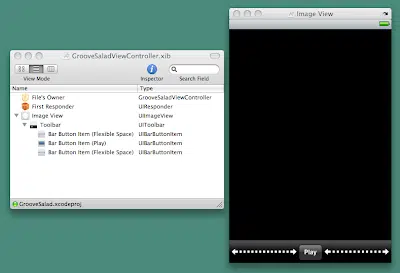 GrooveSaladViewController.xib
View Mode
Inspector
Search Field
Name Type
File's Owner GrooveSaladViewController
First Responder UIResponder
Image View UIImageView
Toolbar UIToolbar
Bar Button Item (Flexible Space) UIBarButtonItem
Bar Button Item (Play) UIBarButtonItem
Bar Button Item (Flexible Space) UIBarButtonItem
GrooveSalad.xcodeproj
Image View
Play